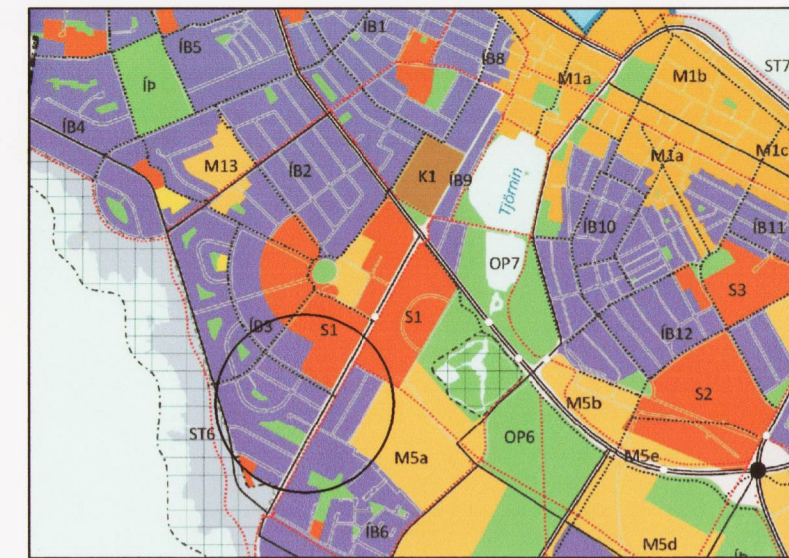 ÍB5
ÍB1
ÍB8
ST7
Íþ
M1a
M1b
ÍB4
M13
ÍB2
K1
ÍB9
M1a
M1c
Tjörnin
ÍB10
ÍB11
OP7
S3
ÍB3
S1
S1
ÍB12
S2
M5b
ST6
M5a
OP6
M5e
ÍB6
M5d